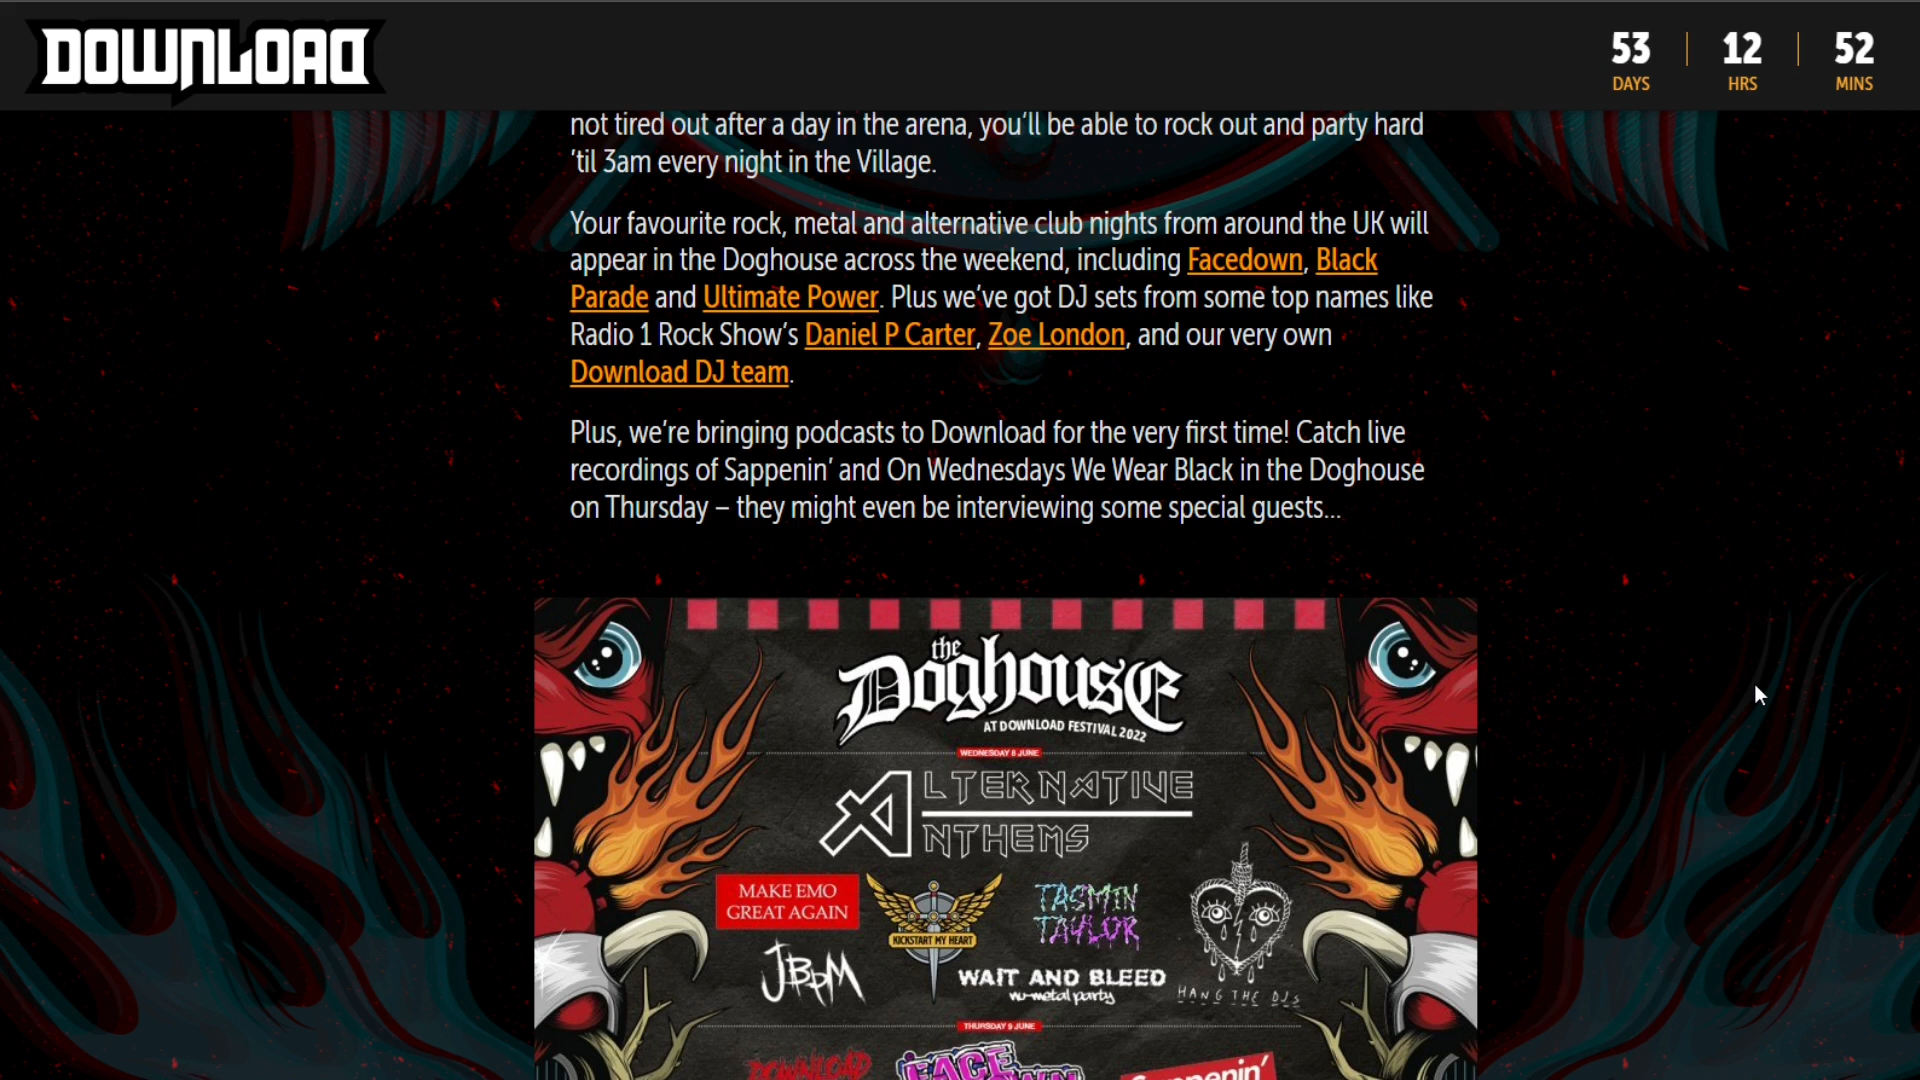 DOWNLOAD
53
12
52
DAYS
HRS
MINS
not tired out after a day in the arena, you'll be able to rock out and party hard
'til 3am every night in the Village.
Your favourite rock, metal and alternative club nights from around the UK will
appear in the Doghouse across the weekend, including Facedown, Black
Parade and Ultimate Power. Plus we've got DJ sets from some top names like
Radio 1 Rock Show's Daniel P Carter, Zoe London, and our very own
Download DJ team.
Plus, we're bringing podcasts to Download for the very first time! Catch live
recordings of Sappenin' and On Wednesdays We Wear Black in the Doghouse
on Thursday – they might even be interviewing some special guests...
the
Doghouse
AT DOWNLOAD FESTIVAL 2022
WEDNESDAY 8 JUNE
ALTERNATIVE
ANTHEMS
MAKE EMO
GREAT AGAIN
KICKSTART MY HEART
TASMIN
TAYLOR
JBPM
WAIT AND BLEED
nu-metal party
HANG THE DJs
THURSDAY 9 JUNE
DOWNLOAD
FACE
Sappenin'